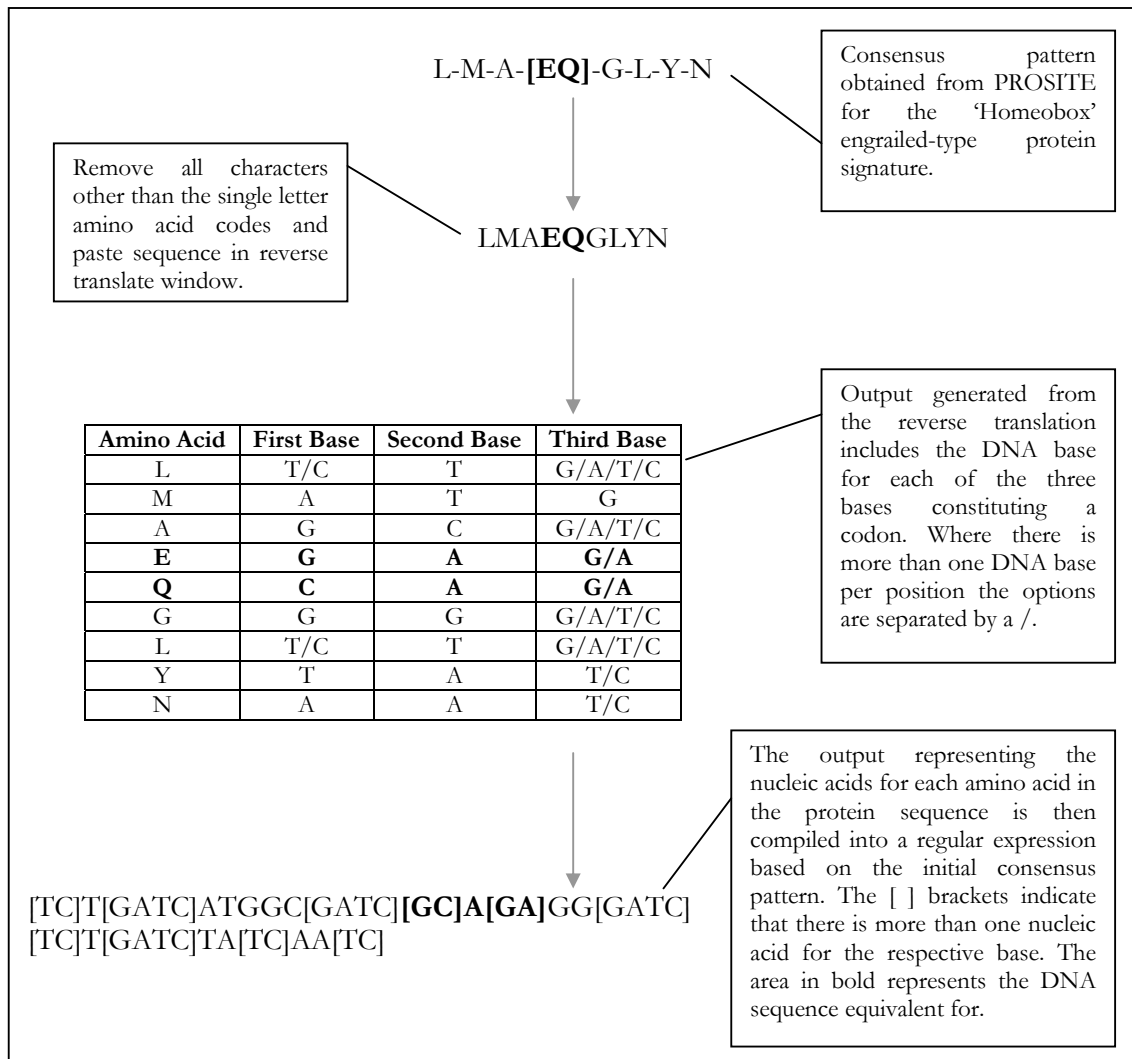 L-M-A-[EQ]-G-L-Y-N
Consensus pattern
obtained from PROSITE
for the ‘Homeobox’
engrailed-type protein
signature.
Remove all characters
other than the single letter
amino acid codes and
paste sequence in reverse
translate window.
LMAEQGLYN
Output generated from
the reverse translation
includes the DNA base
for each of the three
bases constituting a
codon. Where there is
more than one DNA base
per position the options
are separated by a /.
Amino Acid First Base Second Base Third Base
L T/C T G/A/T/C
M A T G
A G C G/A/T/C
E G A G/A
Q C A G/A
G G G G/A/T/C
L T/C T G/A/T/C
Y T A T/C
N A A T/C
The output representing the
nucleic acids for each amino acid in
the protein sequence is then
compiled into a regular expression
based on the initial consensus
pattern. The [ ] brackets indicate
that there is more than one nucleic
acid for the respective base. The
area in bold represents the DNA
sequence equivalent for.
[TC]T[GATC]ATGGC[GATC][GC]A[GA]GG[GATC]
[TC]T[GATC]TA[TC]AA[TC]